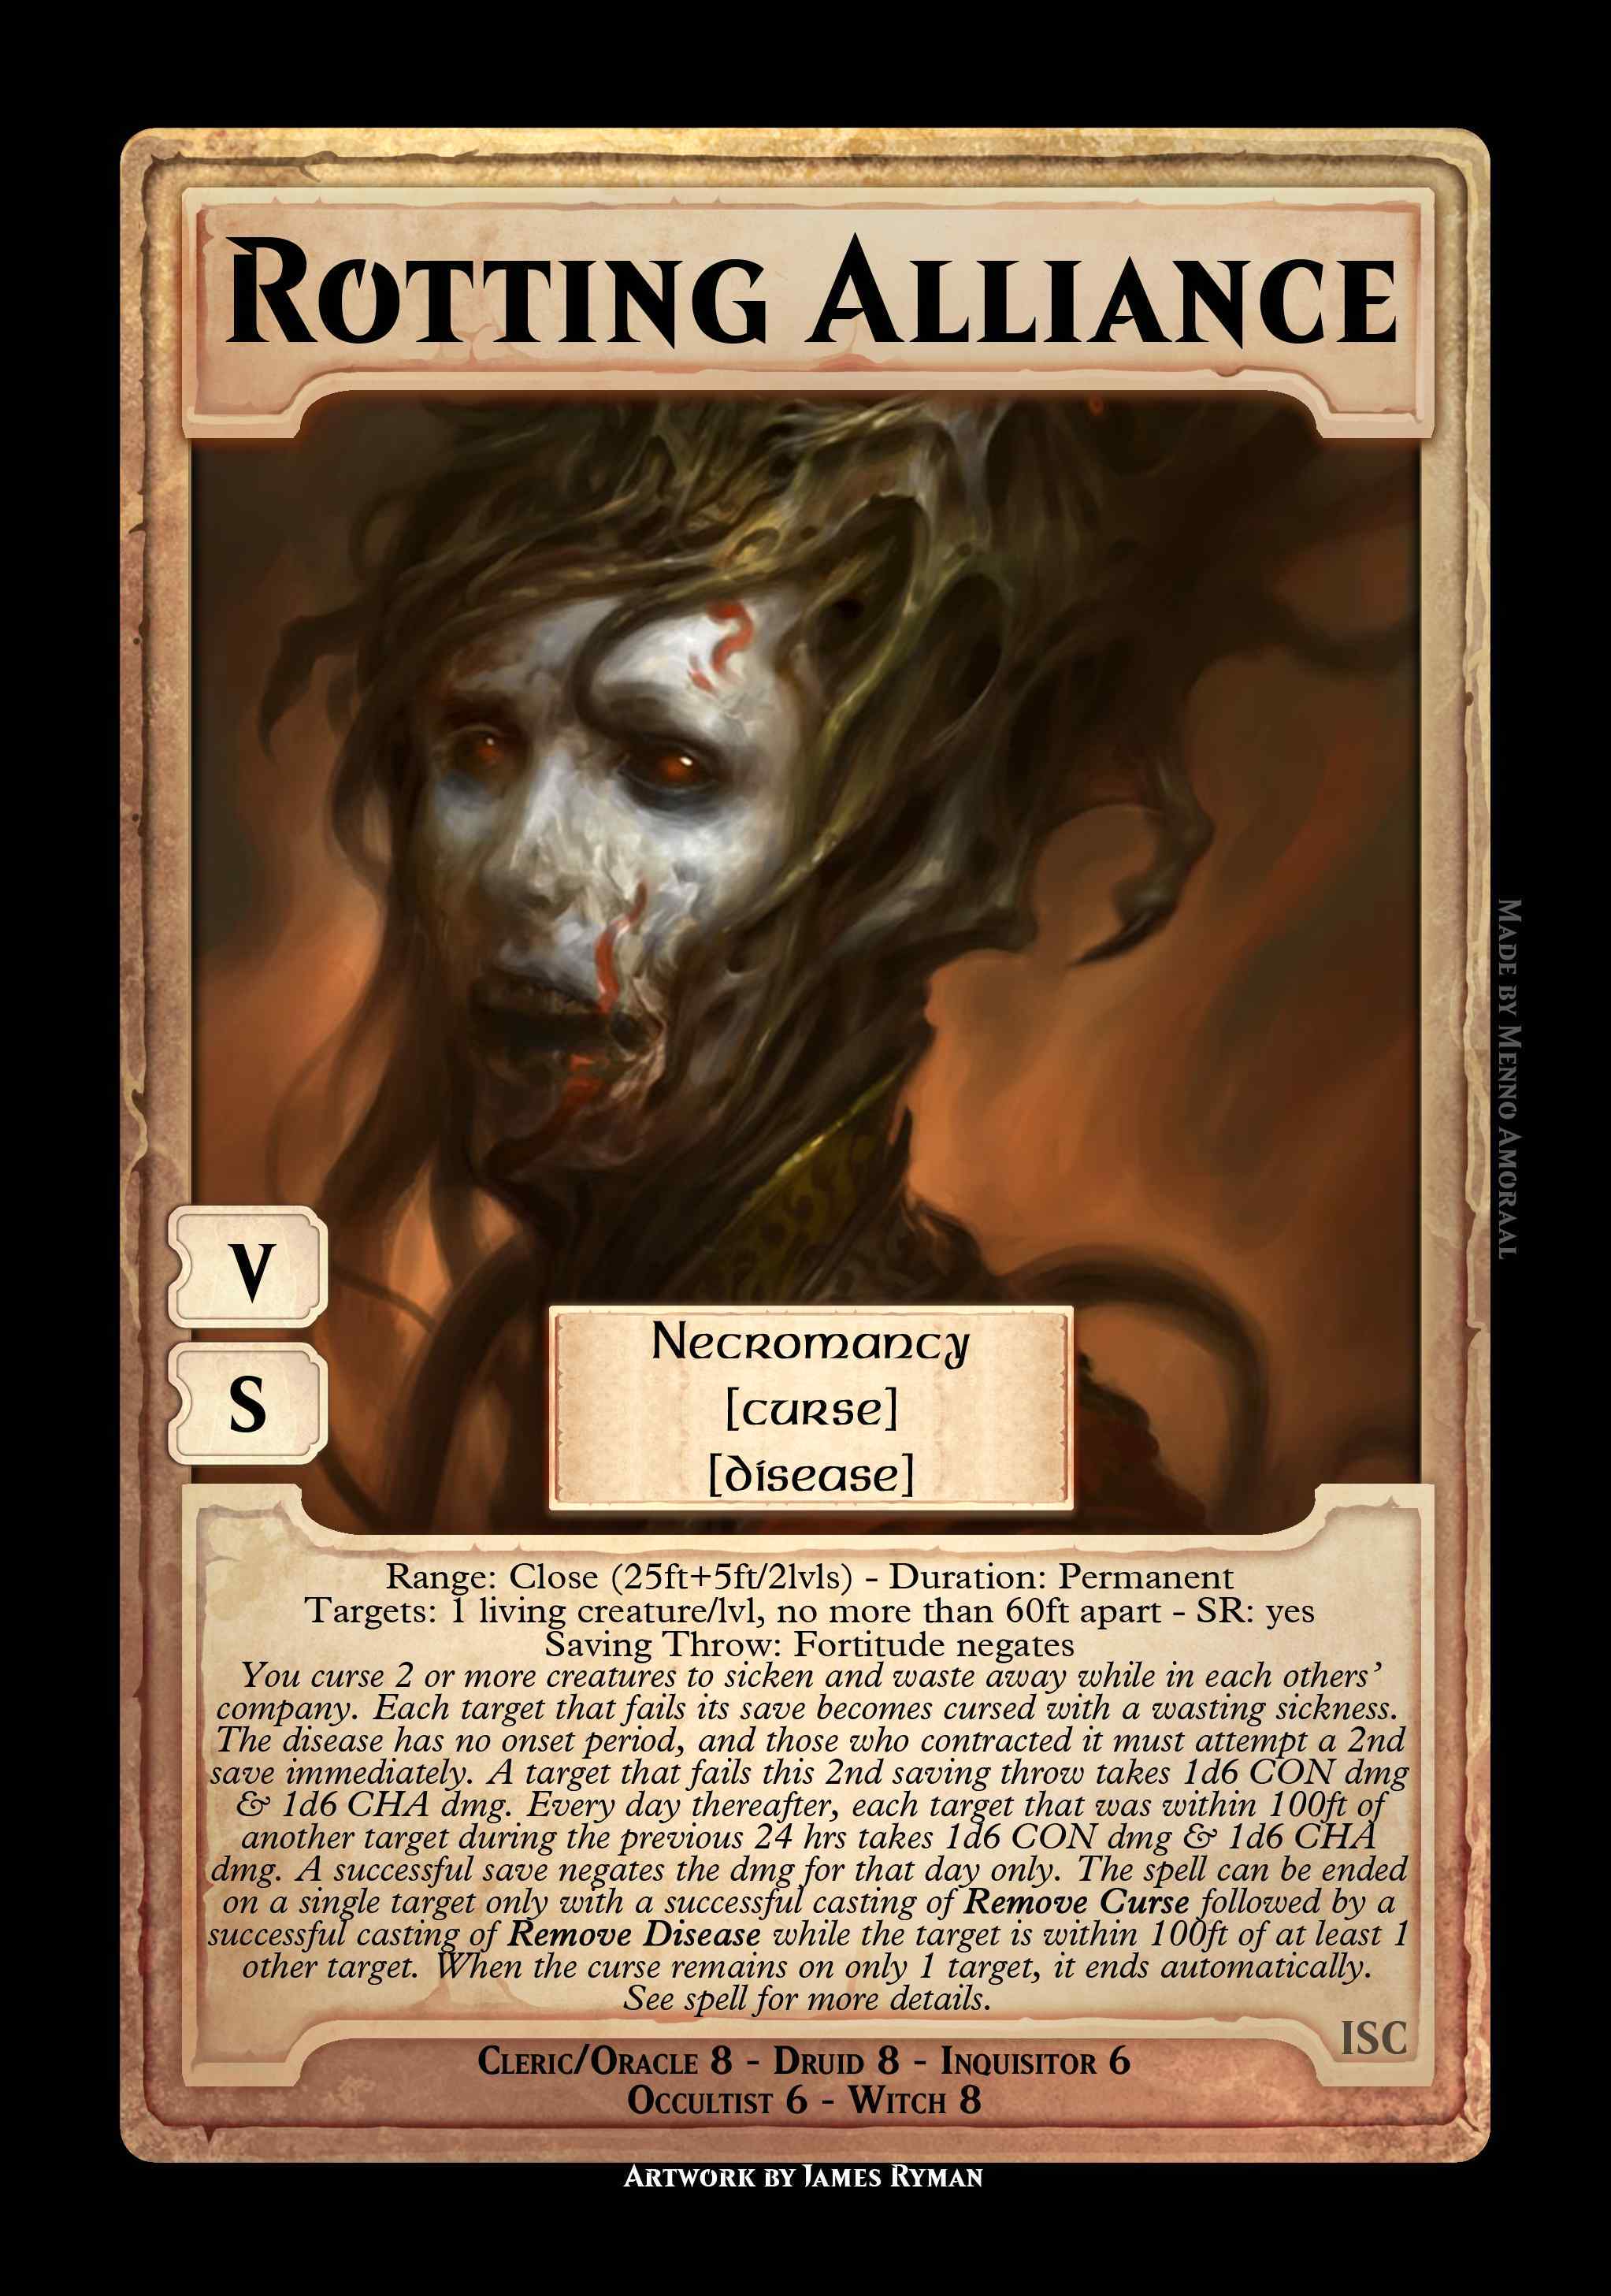 Rotting Alliance
Made by Menno Amoraal
V
S
Necromancy
[curse]
[disease]
Range: Close (25ft+5ft/2lvls) - Duration: Permanent
Targets: 1 living creature/lvl, no more than 60ft apart - SR: yes
Saving Throw: Fortitude negates
You curse 2 or more creatures to sicken and waste away while in each others'
company. Each target that fails its save becomes cursed with a wasting sickness.
The disease has no onset period, and those who contracted it must attempt a 2nd
save immediately. A target that fails this 2nd saving throw takes 1d6 CON dmg
& 1d6 CHA dmg. Every day thereafter, each target that was within 100ft of
another target during the previous 24 hrs takes 1d6 CON dmg & 1d6 CHA
dmg. A successful save negates the dmg for that day only. The spell can be ended
on a single target only with a successful casting of Remove Curse followed by a
successful casting of Remove Disease while the target is within 100ft of at least 1
other target. When the curse remains on only 1 target, it ends automatically.
See spell for more details.
ISC
Cleric/Oracle 8 - Druid 8 - Inquisitor 6
Occultist 6 - Witch 8
Artwork by James Ryman